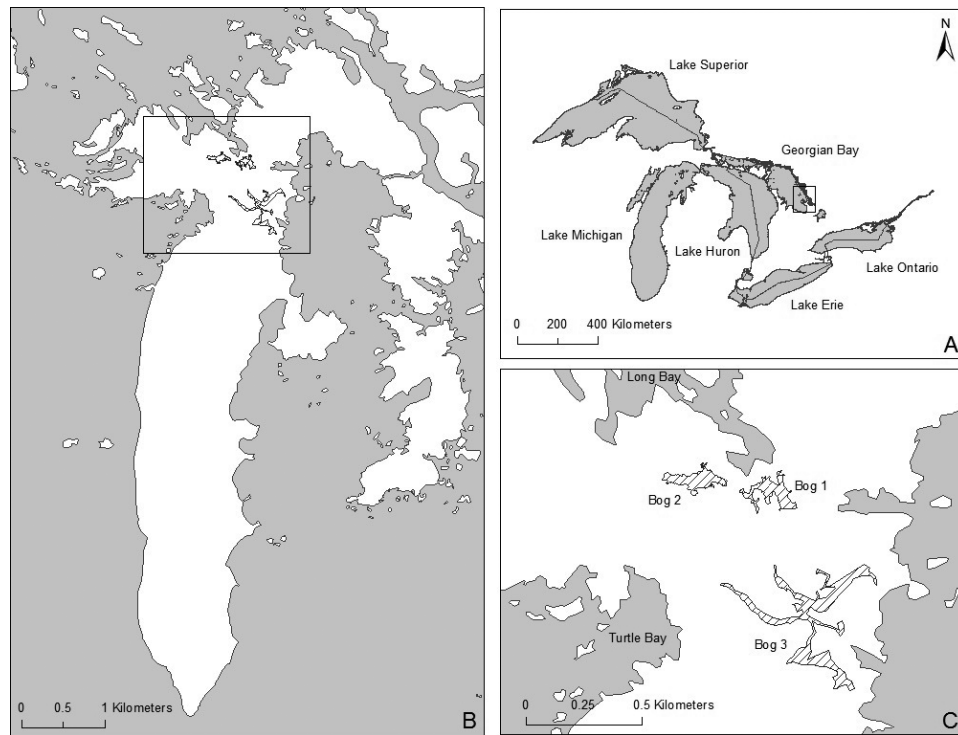 0 0.5 1 Kilometers
B
N
Lake Superior
Georgian Bay
Lake Michigan
Lake Huron
Lake Ontario
Lake Erie
0 200 400 Kilometers
A
Long Bay
Bog 2
Bog 1
Turtle Bay
Bog 3
0 0.25 0.5 Kilometers
C